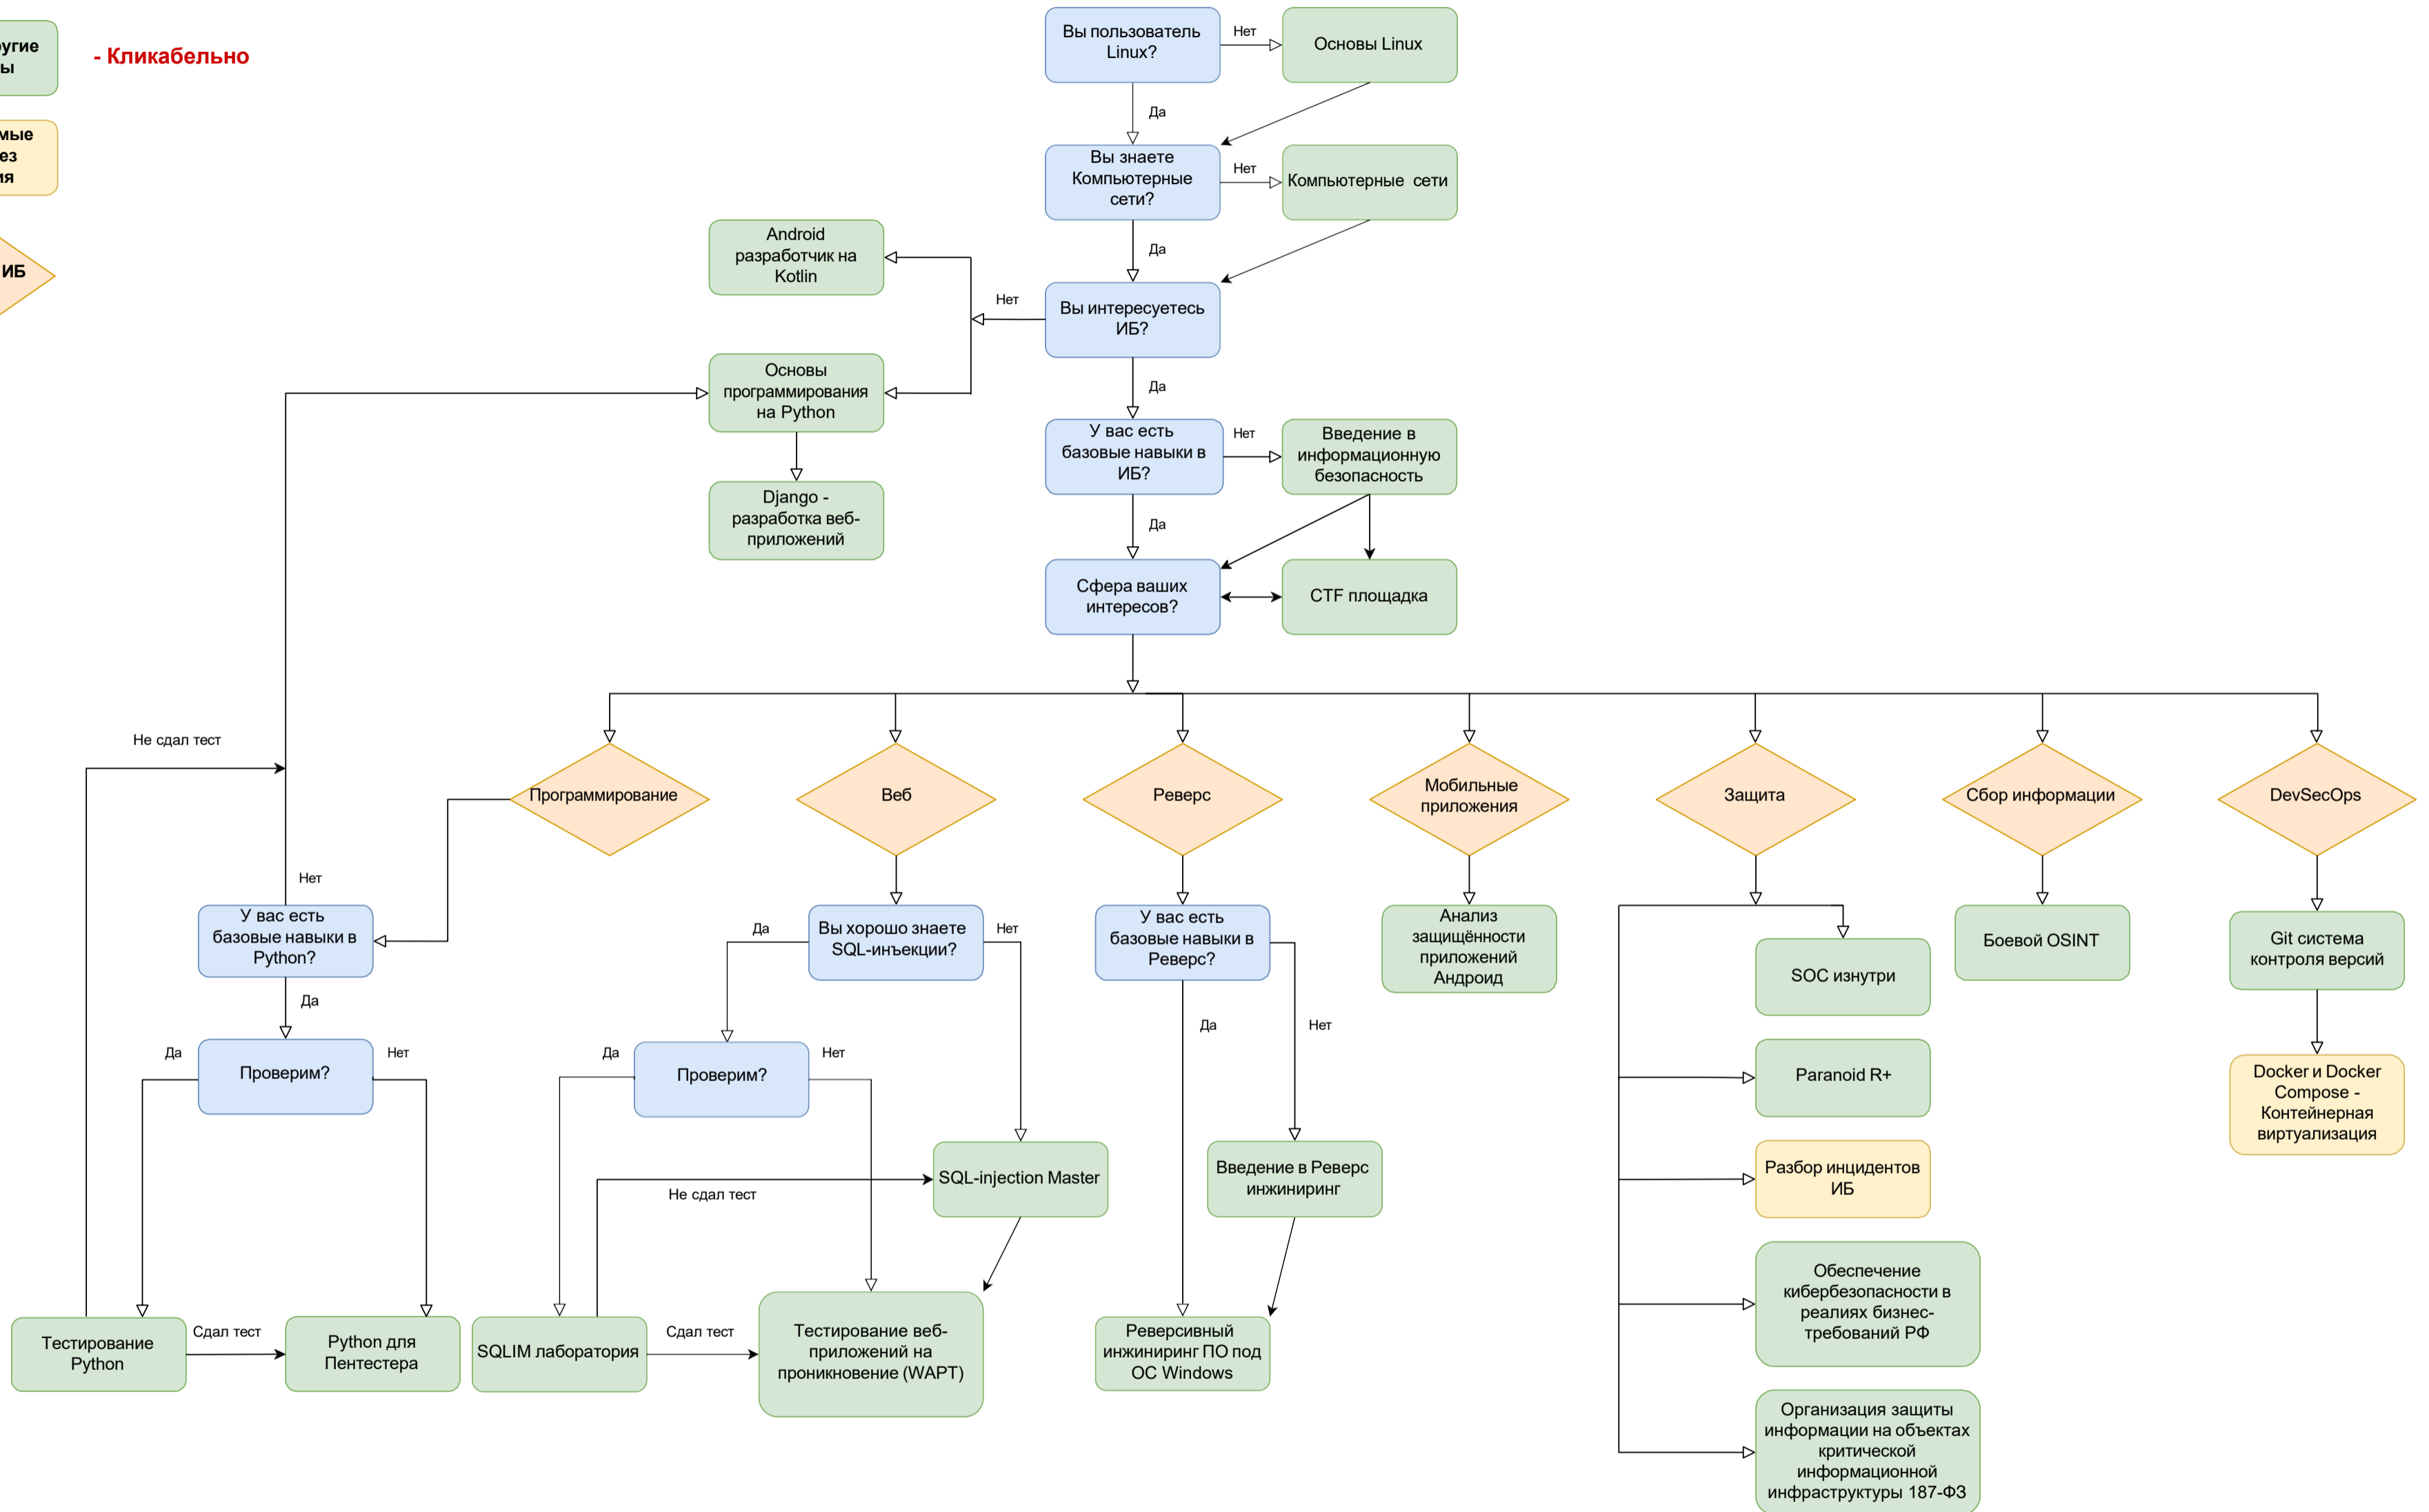 ругие
ы
- Кликабельно
мые
ез
ия
ИБ
Вы пользователь
Linux?
Нет
Основы Linux
Да
Вы знаете
Компьютерные
сети?
Нет
Компьютерные сети
Да
Android
разработчик на
Kotlin
Нет
Вы интересуетесь
ИБ?
Основы
программирования
на Python
Да
У вас есть
базовые навыки в
ИБ?
Нет
Введение в
информационную
безопасность
Django -
разработка веб-
приложений
Да
Сфера ваших
интересов?
CTF площадка
Не сдал тест
Программирование
Веб
Реверс
Мобильные
приложения
Защита
Сбор информации
DevSecOps
Нет
У вас есть
базовые навыки в
Python?
Да
Вы хорошо знаете
SQL-инъекции?
Нет
У вас есть
базовые навыки в
Реверс?
Анализ
защищённости
приложений
Андроид
SOC изнутри
Боевой OSINT
Git система
контроля версий
Да
Да
Проверим?
Нет
Да
Проверим?
Нет
Да
Нет
Paranoid R+
Docker и Docker
Compose -
Контейнерная
виртуализация
SQL-injection Master
Не сдал тест
Введение в Реверс
инжиниринг
Разбор инцидентов
ИБ
Обеспечение
кибербезопасности в
реалиях бизнес-
требований РФ
Тестирование
Python
Сдал тест
Python для
Пентестера
SQLIM лаборатория
Сдал тест
Тестирование веб-
приложений на
проникновение (WAPT)
Реверсивный
инжиниринг ПО под
ОС Windows
Организация защиты
информации на объектах
критической
информационной
инфраструктуры 187-ФЗ